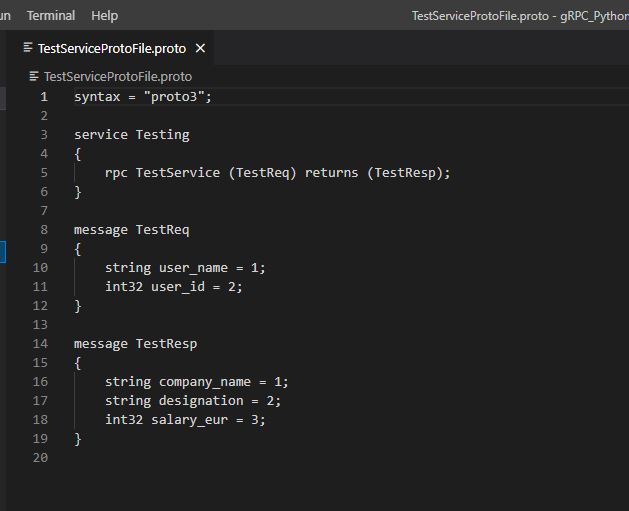 Terminal Help TestServiceProtoFile.proto - gRPC_Python
TestServiceProtoFile.proto ×
TestServiceProtoFile.proto
1 syntax = "proto3";
2
3 service Testing
4 {
5 rpc TestService (TestReq) returns (TestResp);
6 }
7
8 message TestReq
9 {
10 string user_name = 1;
11 int32 user_id = 2;
12 }
13
14 message TestResp
15 {
16 string company_name = 1;
17 string designation = 2;
18 int32 salary_eur = 3;
19 }
20